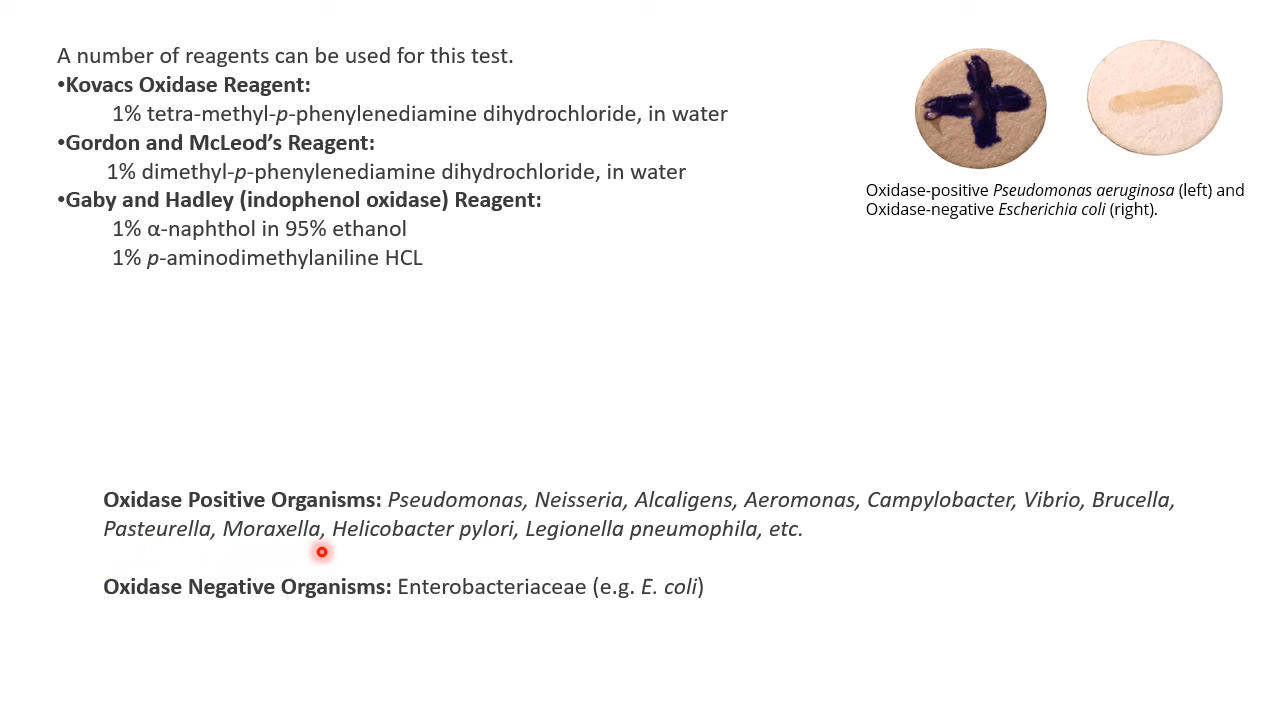 A number of reagents can be used for this test.
•Kovacs Oxidase Reagent:
1% tetra-methyl-p-phenylenediamine dihydrochloride, in water
•Gordon and McLeod’s Reagent:
1% dimethyl-p-phenylenediamine dihydrochloride, in water
•Gaby and Hadley (indophenol oxidase) Reagent:
1% α-naphthol in 95% ethanol
1% p-aminodimethylaniline HCL
Oxidase-positive Pseudomonas aeruginosa (left) and
Oxidase-negative Escherichia coli (right).
Oxidase Positive Organisms: Pseudomonas, Neisseria, Alcaligens, Aeromonas, Campylobacter, Vibrio, Brucella,
Pasteurella, Moraxella, Helicobacter pylori, Legionella pneumophila, etc.
Oxidase Negative Organisms: Enterobacteriaceae (e.g. E. coli)